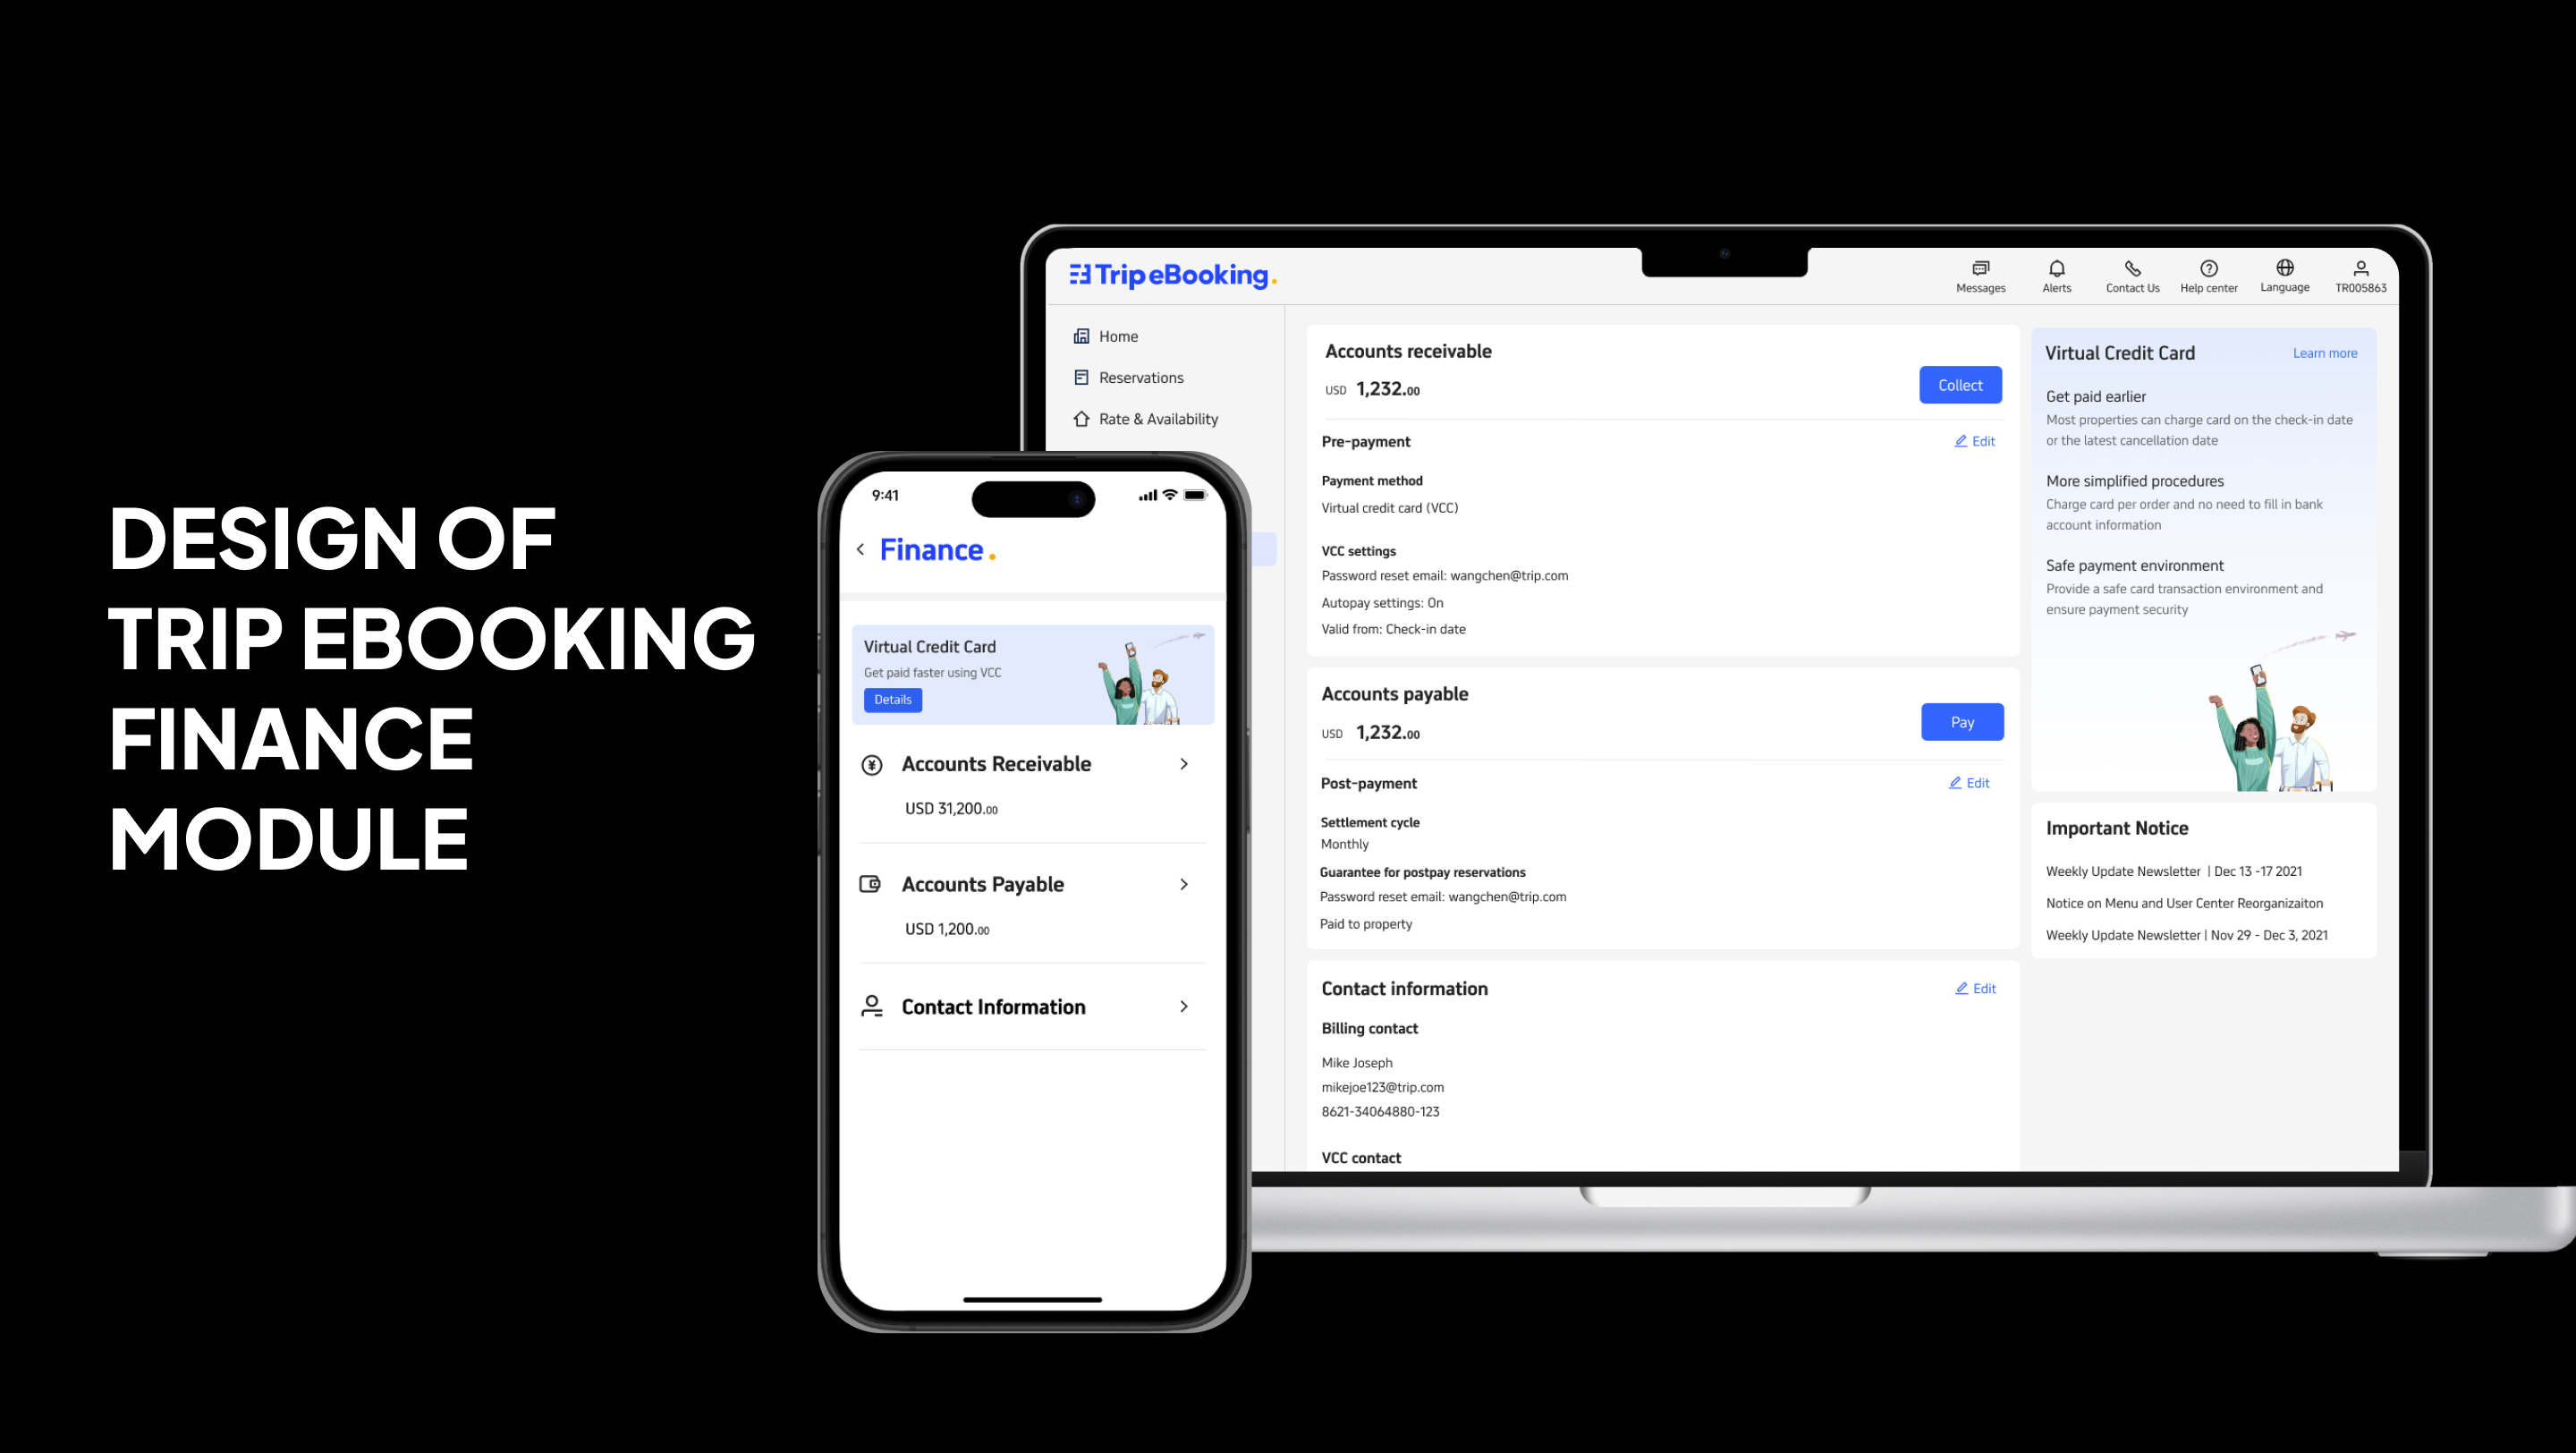 DESIGN OF
TRIP EBOOKING
FINANCE
MODULE
9:41
Finance.
Virtual Credit Card
Get paid faster using VCC
Details
Accounts Receivable
USD 31,200.00
Accounts Payable
USD 1,200.00
Contact Information
Trip eBooking.
Messages
Alerts
Contact Us
Help center
Language
TR005863
Home
Reservations
Rate & Availability
Accounts receivable
USD 1,232.00
Collect
Pre-payment
Edit
Payment method
Virtual credit card (VCC)
VCC settings
Password reset email: wangchen@trip.com
Autopay settings: On
Valid from: Check-in date
Accounts payable
USD 1,232.00
Pay
Post-payment
Edit
Settlement cycle
Monthly
Guarantee for postpay reservations
Password reset email: wangchen@trip.com
Paid to property
Contact information
Edit
Billing contact
Mike Joseph
mikejoe123@trip.com
8621-34064880-123
VCC contact
Virtual Credit Card
Learn more
Get paid earlier
Most properties can charge card on the check-in date
or the latest cancellation date
More simplified procedures
Charge card per order and no need to fill in bank
account information
Safe payment environment
Provide a safe card transaction environment and
ensure payment security
Important Notice
Weekly Update Newsletter | Dec 13 -17 2021
Notice on Menu and User Center Reorganizaiton
Weekly Update Newsletter | Nov 29 - Dec 3, 2021